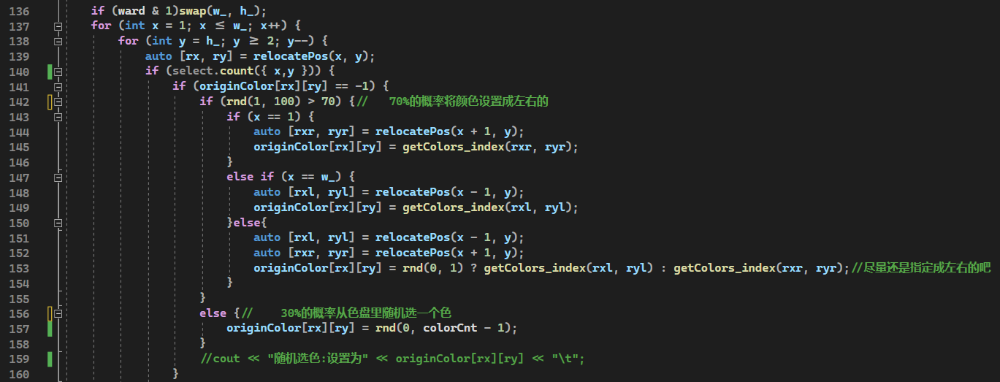 136 if (ward & 1)swap(w_, h_);
137 for (int x = 1; x ≤ w_; x++) {
138 for (int y = h_; y ≥ 2; y--) {
139 auto [rx, ry] = relocatePos(x, y);
140 if (select.count({ x,y })) {
141 if (originColor[rx][ry] == -1) {
142 if (rnd(1, 100) > 70) {// 70%的概率将颜色设置成左右的
143 if (x == 1) {
144 auto [rxr, ryr] = relocatePos(x + 1, y);
145 originColor[rx][ry] = getColors_index(rxr, ryr);
146 }
147 else if (x == w_) {
148 auto [rxl, ryl] = relocatePos(x - 1, y);
149 originColor[rx][ry] = getColors_index(rxl, ryl);
150 }else{
151 auto [rxl, ryl] = relocatePos(x - 1, y);
152 auto [rxr, ryr] = relocatePos(x + 1, y);
153 originColor[rx][ry] = rnd(0, 1) ? getColors_index(rxl, ryl) : getColors_index(rxr, ryr);//尽量还是指定成左右的吧
154 }
155 }
156 else {// 30%的概率从色盘里随机选一个色
157 originColor[rx][ry] = rnd(0, colorCnt - 1);
158 }
159 //cout << "随机选色:设置为" << originColor[rx][ry] << "\t";
160 }